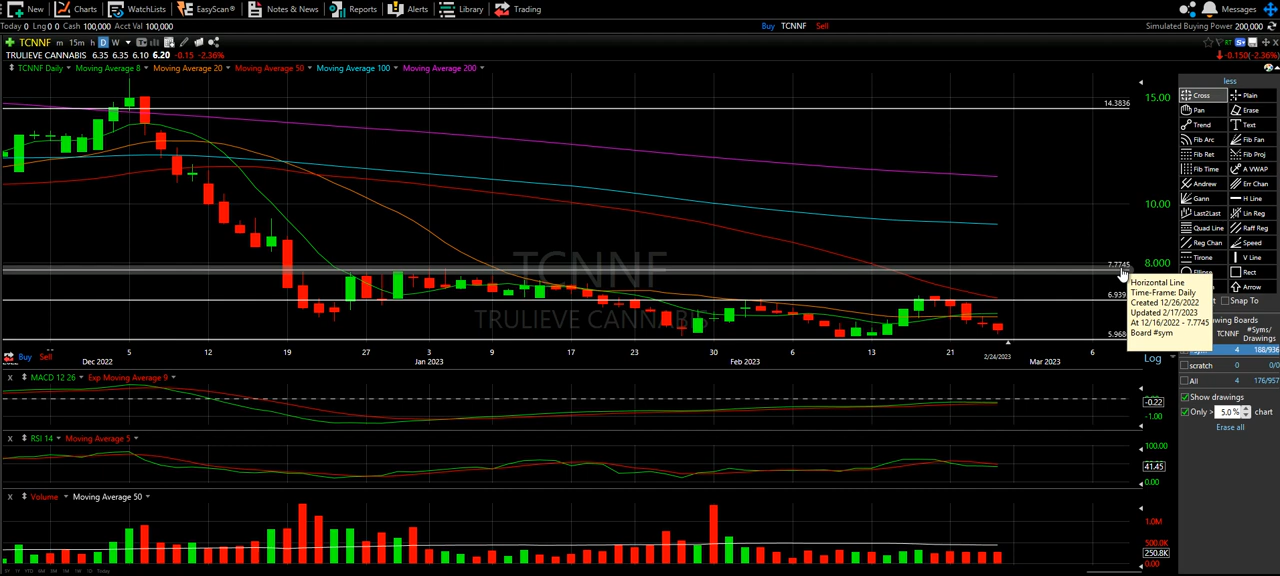 New Charts WatchLists EasyScan® Notes & News Reports Alerts Library Trading Messages
Today 0 Lng 0 Cash 100,000 Acct Val 100,000 Buy TCNNF Sell Simulated Buying Power 200,000
TCNNF m 15m h D W
TRULIEVE CANNABIS 6.35 6.35 6.10 6.20 -0.15 -2.36% -0.150(-2.36%)
TCNNF Daily Moving Average 8 Moving Average 20 Moving Average 50 Moving Average 100 Moving Average 200
less
Cross Plain
Pan Erase
Trend Text
Fib Arc Fib Fan
Fib Ret Fib Proj
Fib Time A VWAP
Andrew Err Chan
Gann H Line
Last2Last Lin Reg
Quad Line Raff Reg
Reg Chan Speed
Tirone V Line
Ellipse Rect
Arrow
Snap To
15.00
14.3836
10.00
8.000
7.7745
6.939
5.968
TCNNF
TRULIEVE CANNABIS
Horizontal Line
Time-Frame: Daily
Created 12/26/2022
Updated 2/17/2023
At 12/16/2022 - 7.7745
Board #sym
5 12 19 27 9 17 6 13 21 2/24/2023 6
Dec 2022 Jan 2023 Feb 2023 Mar 2023
Buy Sell Log
TCNNF #Syms/ Drawings
4 188/936
scratch 0 0/0
All 4 176/957
Show drawings
Only > 5.0 % chart
Erase all
X MACD 12 26 Exp Moving Average 9
-0.22
-1.00
X RSI 14 Moving Average 5
100.00
41.45
0.00
X Volume Moving Average 50
1.0M
500.0K
250.8K
0.00